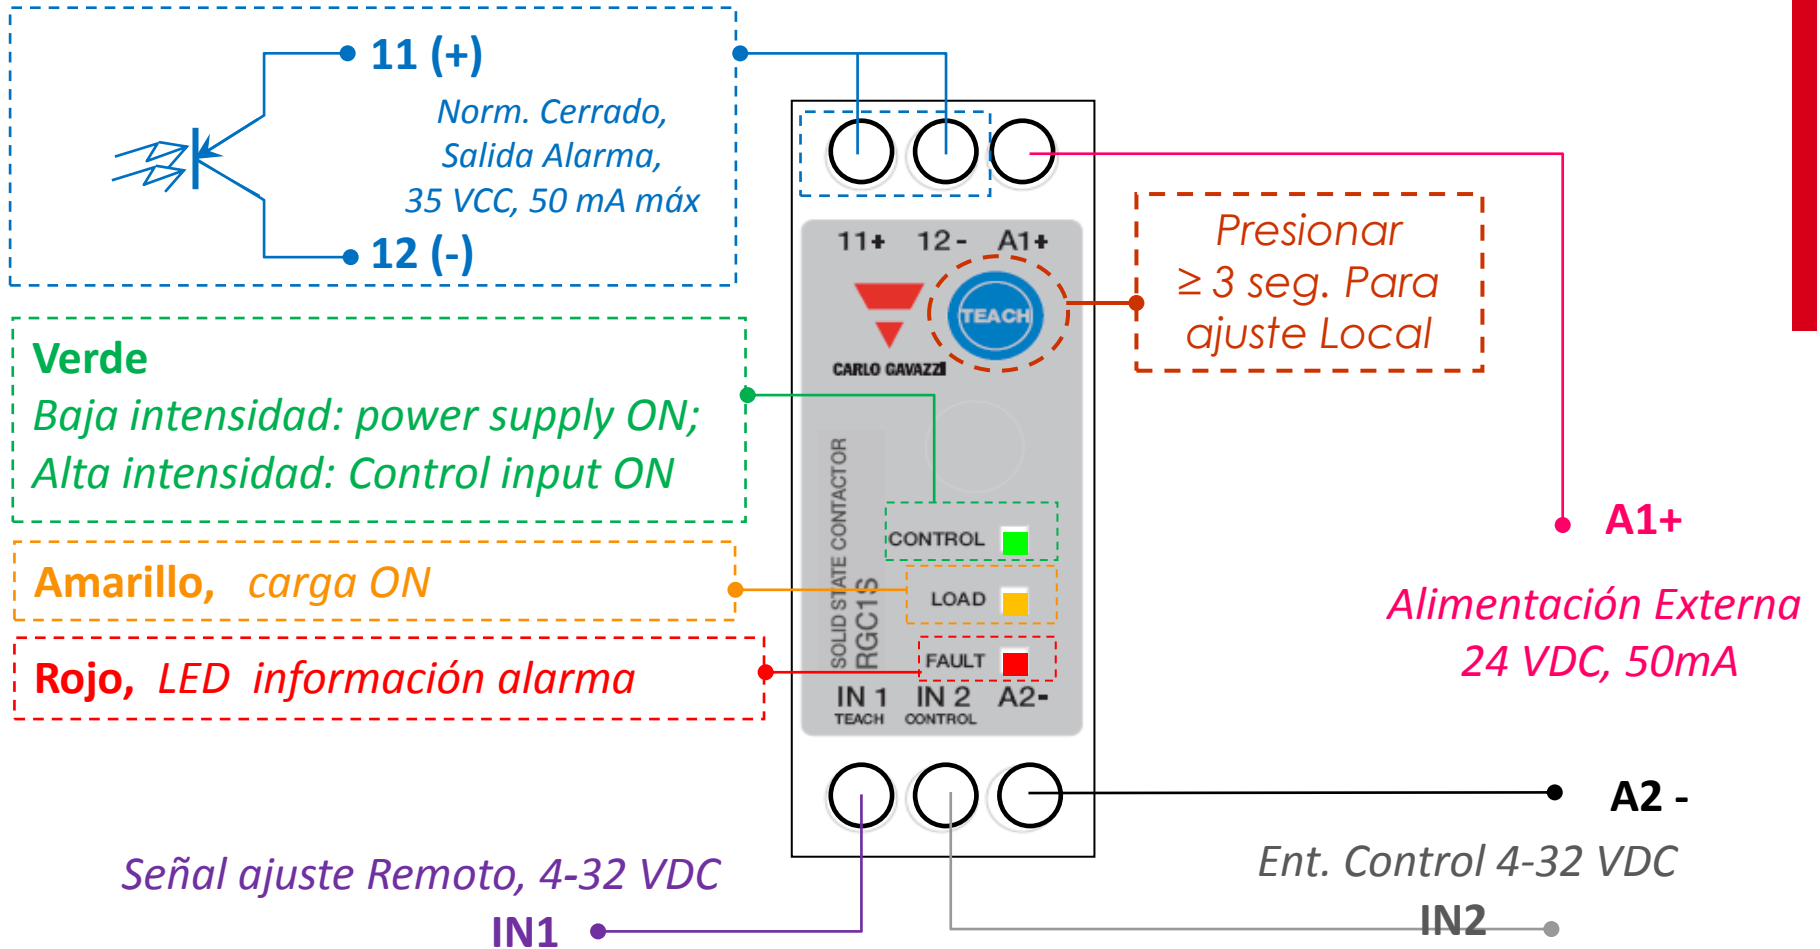 11 (+)
Norm. Cerrado,
Salida Alarma,
35 VCC, 50 mA máx
12 (-)
Verde
Baja intensidad: power supply ON;
Alta intensidad: Control input ON
Amarillo, carga ON
Rojo, LED información alarma
11+ 12- A1+
TEACH
CARLO GAVAZZI
SOLID STATE CONTACTOR
RGC1S
CONTROL
LOAD
FAULT
IN 1 IN 2 A2-
TEACH CONTROL
Presionar
≥ 3 seg. Para
ajuste Local
A1+
Alimentación Externa
24 VDC, 50mA
A2 -
Ent. Control 4-32 VDC
IN2
Señal ajuste Remoto, 4-32 VDC
IN1